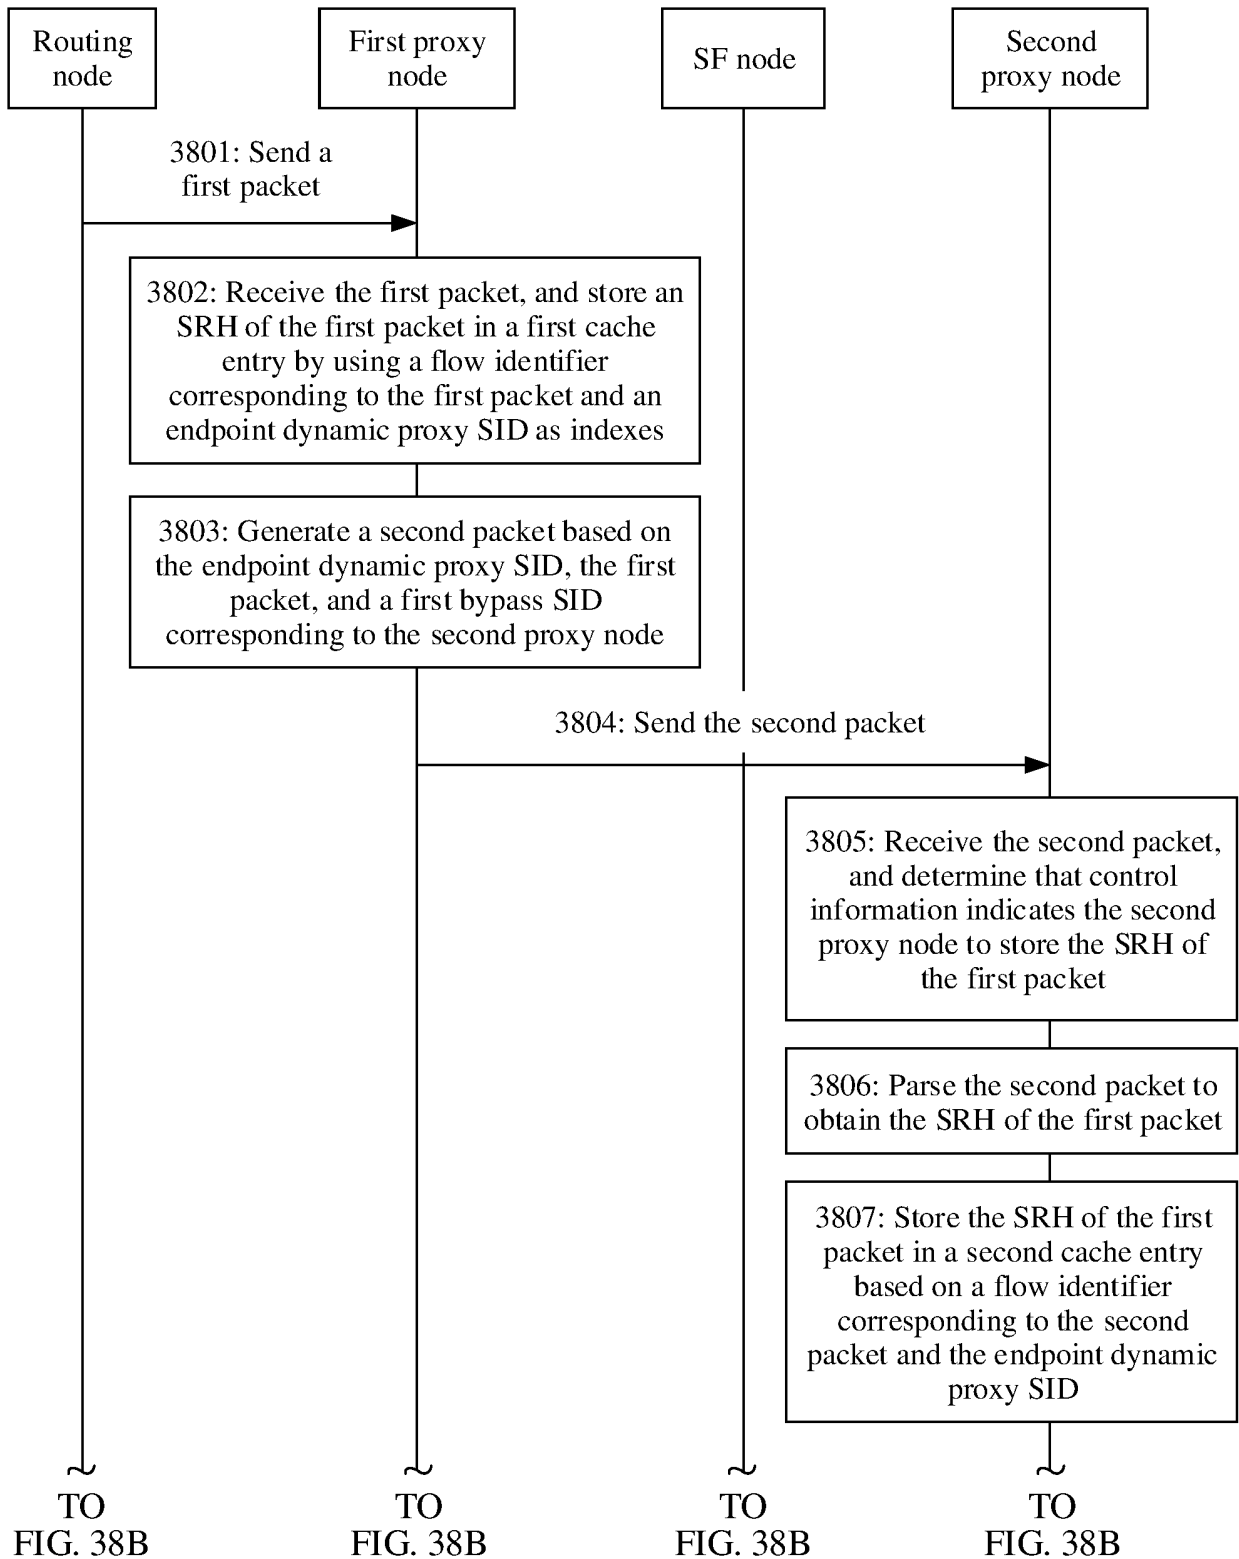 Routing
node
First proxy
node
SF node
Second
proxy node
3801: Send a
first packet
3802: Receive the first packet, and store an
SRH of the first packet in a first cache
entry by using a flow identifier
corresponding to the first packet and an
endpoint dynamic proxy SID as indexes
3803: Generate a second packet based on
the endpoint dynamic proxy SID, the first
packet, and a first bypass SID
corresponding to the second proxy node
3804: Send the second packet
3805: Receive the second packet,
and determine that control
information indicates the second
proxy node to store the SRH of
the first packet
3806: Parse the second packet to
obtain the SRH of the first packet
3807: Store the SRH of the first
packet in a second cache entry
based on a flow identifier
corresponding to the second
packet and the endpoint dynamic
proxy SID
TO
FIG. 38B
TO
FIG. 38B
TO
FIG. 38B
TO
FIG. 38B